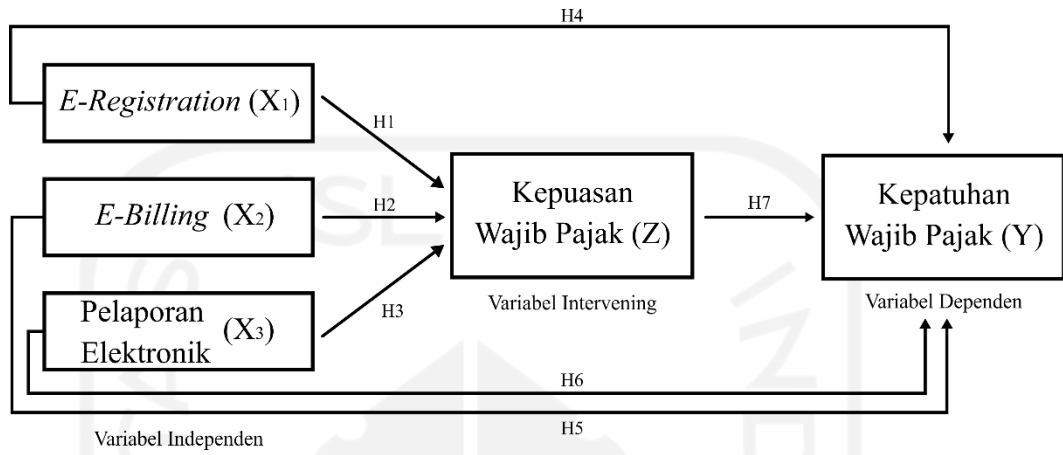 H4
E-Registration (X1)
H1
E-Billing (X2)
H2
Kepuasan
Wajib Pajak (Z)
H7
Kepatuhan
Wajib Pajak (Y)
Pelaporan
Elektronik (X3)
H3
Variabel Intervening
Variabel Dependen
H6
H5
Variabel Independen